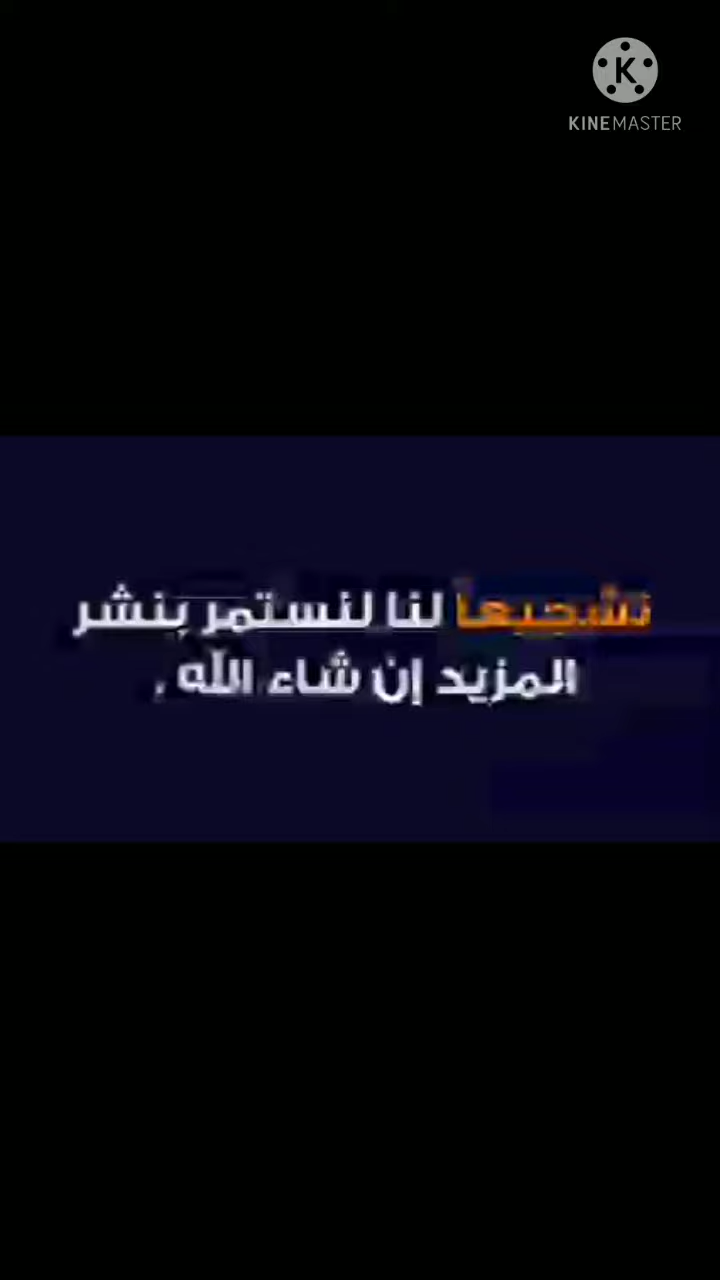 KINEMASTER
تشجيعاً لنا لنستمر بنشر
المزيد إن شاء الله .